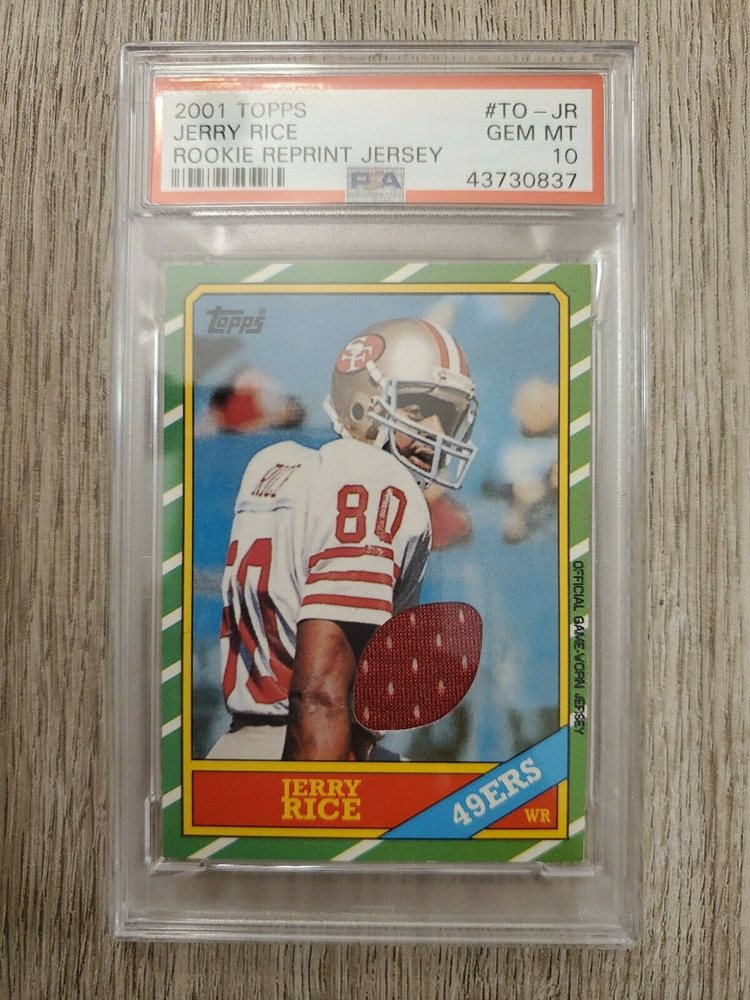 2001 TOPPS #TO-JR
JERRY RICE GEM MT
ROOKIE REPRINT JERSEY 10
PSA 43730837
Topps®
RICE
80
OFFICIAL GAME-WORN JERSEY
JERRY
RICE
49ERS
WR